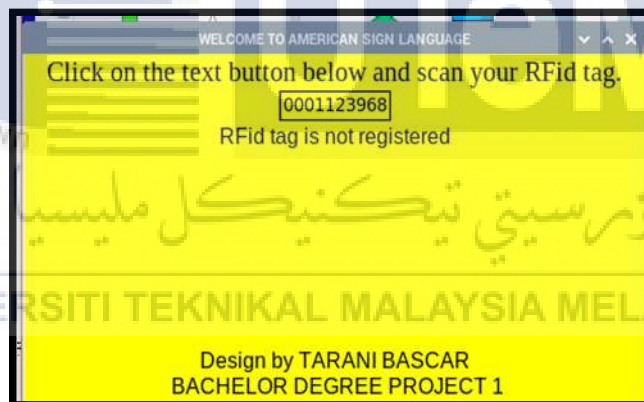 WELCOME TO AMERICAN SIGN LANGUAGE
Click on the text button below and scan your RFid tag.
0001123968
RFid tag is not registered
ERSITI TEKNIKAL MALAYSIA MEL
Design by TARANI BASCAR
BACHELOR DEGREE PROJECT 1